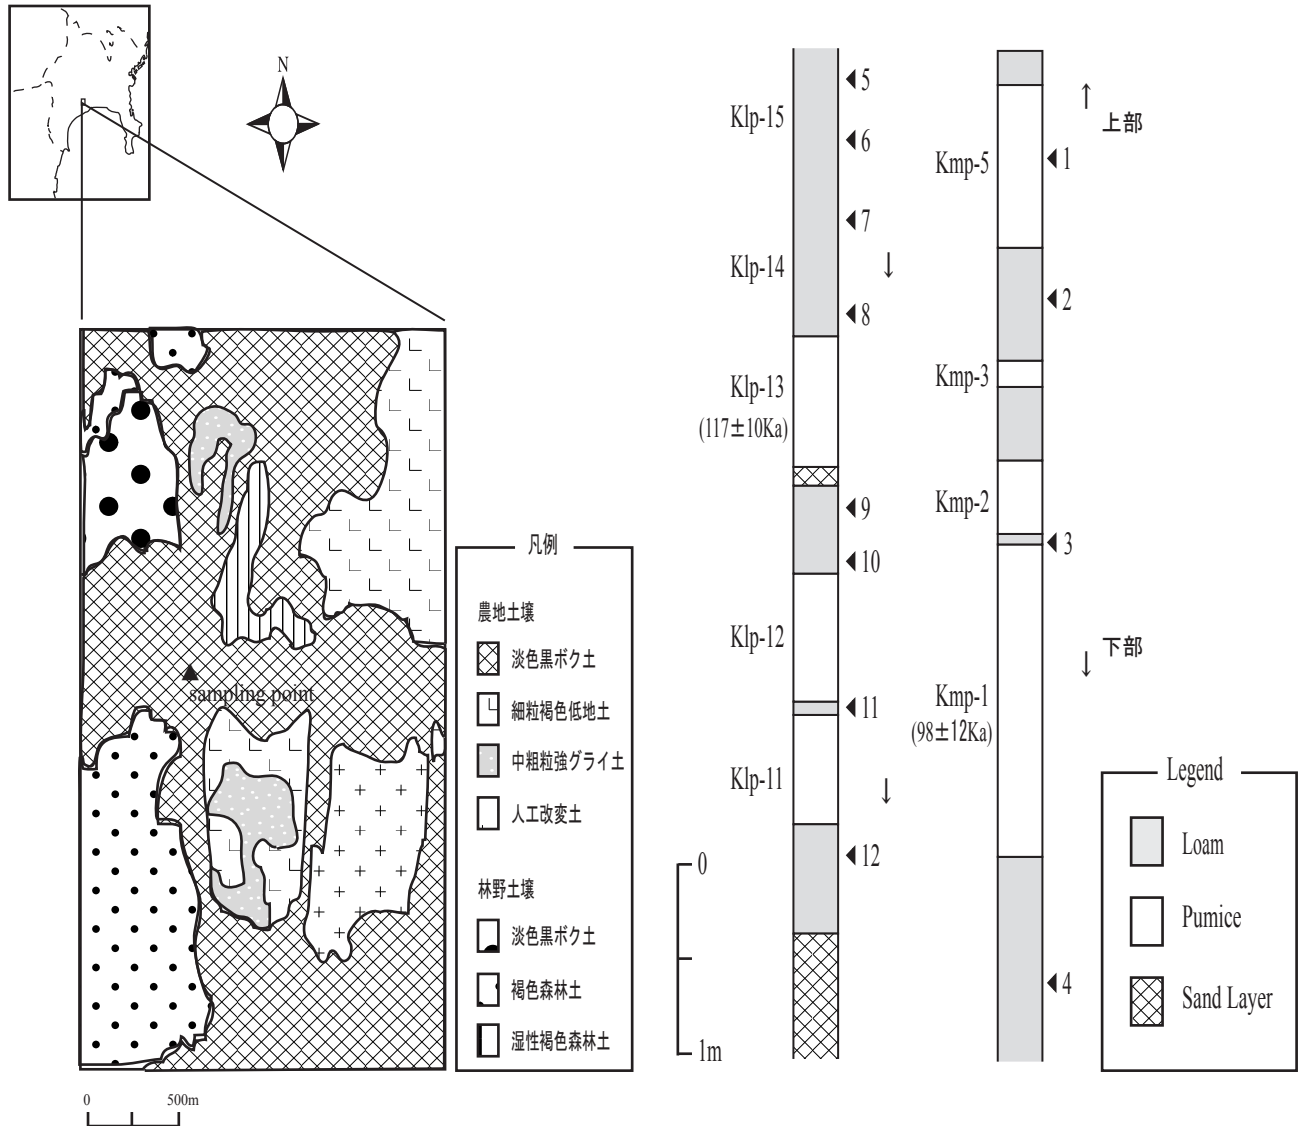 N
sampling point
0 500m
凡例
農地土壌
淡色黒ボク土
細粒褐色低地土
中粗粒強グライ土
人工改変土
林野土壌
淡色黒ボク土
褐色森林土
湿性褐色森林土
Klp-15
5
6
7
Klp-14
↓
8
Klp-13
(117±10Ka)
9
10
Klp-12
11
Klp-11
↓
12
0
1m
↑
上部
Kmp-5
1
2
Kmp-3
Kmp-2
3
下部
↓
Kmp-1
(98±12Ka)
4
Legend
Loam
Pumice
Sand Layer